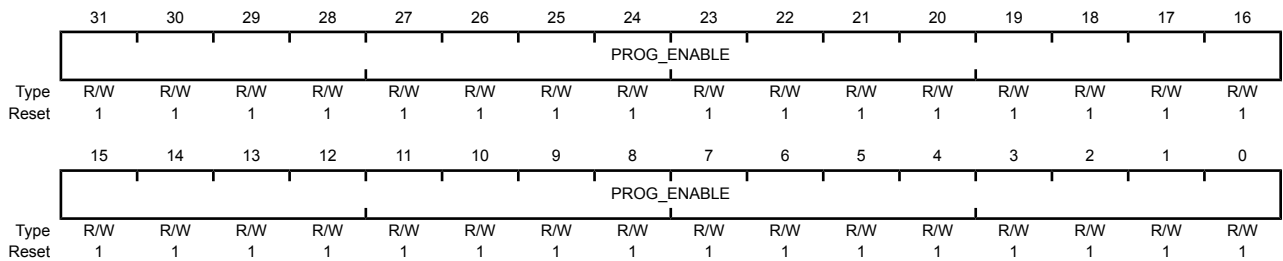 31 30 29 28 27 26 25 24 23 22 21 20 19 18 17 16
PROG_ENABLE
Type R/W R/W R/W R/W R/W R/W R/W R/W R/W R/W R/W R/W R/W R/W R/W R/W
Reset 1 1 1 1 1 1 1 1 1 1 1 1 1 1 1 1
15 14 13 12 11 10 9 8 7 6 5 4 3 2 1 0
PROG_ENABLE
Type R/W R/W R/W R/W R/W R/W R/W R/W R/W R/W R/W R/W R/W R/W R/W R/W
Reset 1 1 1 1 1 1 1 1 1 1 1 1 1 1 1 1